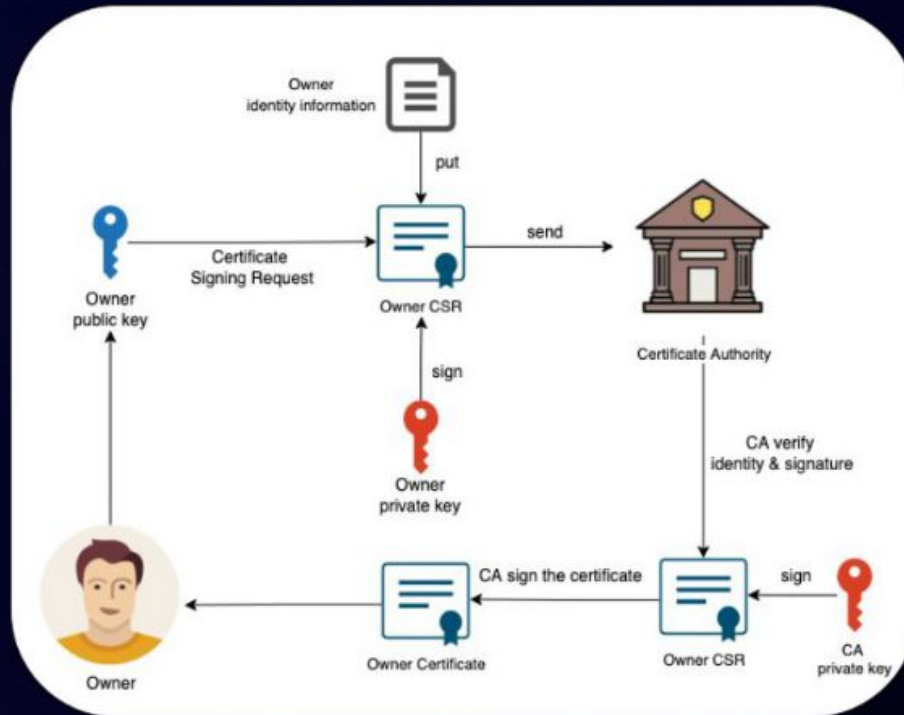 Owner
identity information
put
Certificate
Signing Request
send
Owner
public key
Owner CSR
sign
Certificate Authority
Owner
private key
CA verify
identity & signature
CA sign the certificate
sign
Owner Certificate
Owner CSR
CA
private key
Owner